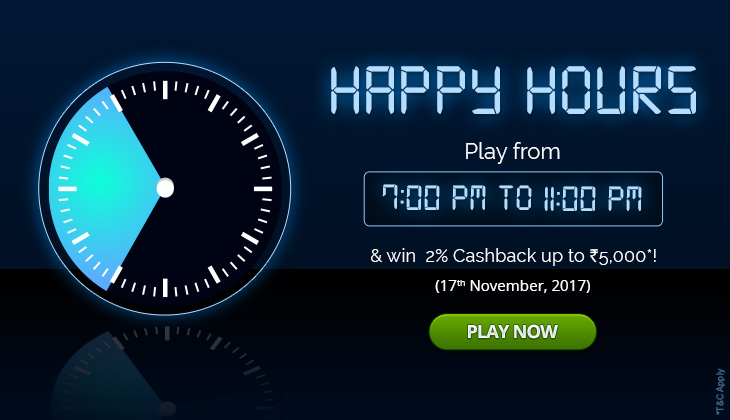 HAPPY HOURS
Play from
7:00 PM TO 11:00 PM
& win 2% Cashback up to ₹5,000*!
(17th November, 2017)
PLAY NOW
*T&C Apply